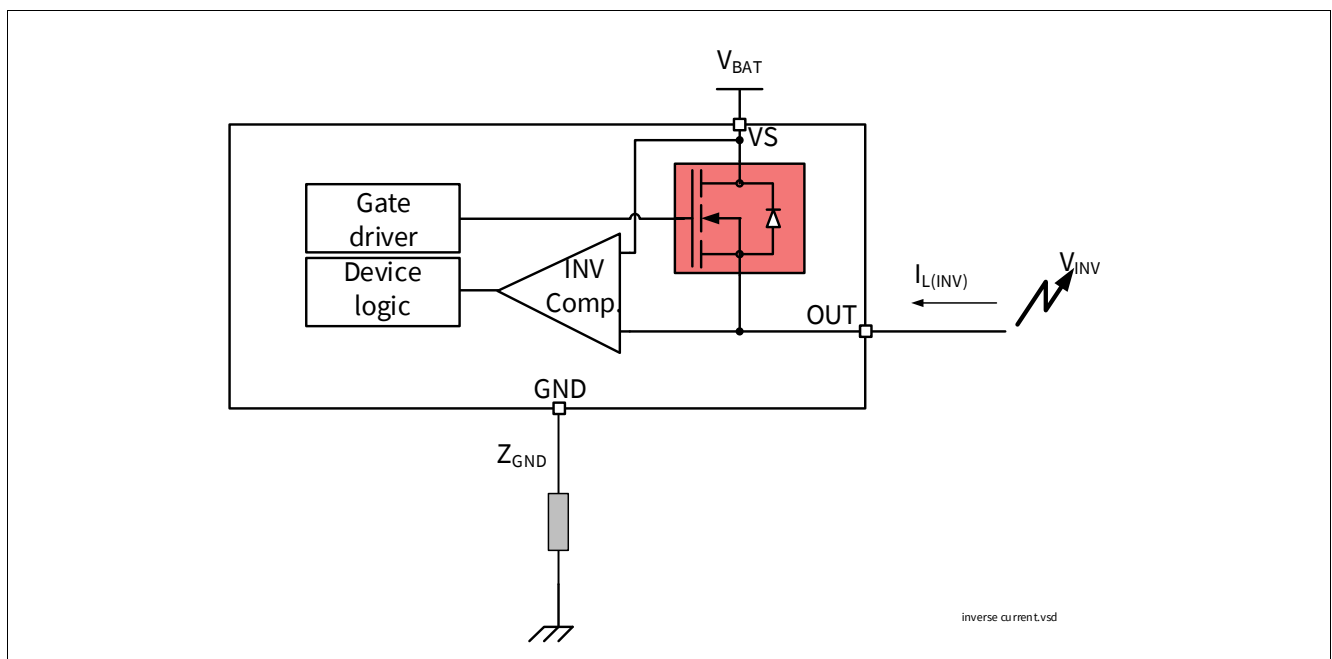 VBAT
VS
Gate
driver
Device
logic
INV
Comp.
IL(INV)
VINV
OUT
GND
ZGND
inverse current.vsd